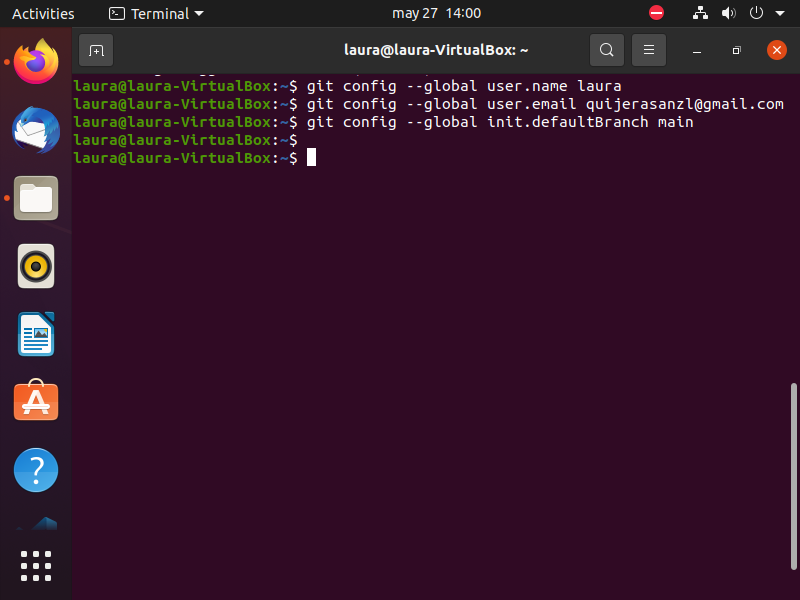 Activities
Terminal
may 27 14:00
laura@laura-VirtualBox: ~
laura@laura-VirtualBox:~$ git config --global user.name laura
laura@laura-VirtualBox:~$ git config --global user.email quijerasanzl@gmail.com
laura@laura-VirtualBox:~$ git config --global init.defaultBranch main
laura@laura-VirtualBox:~$
laura@laura-VirtualBox:~$